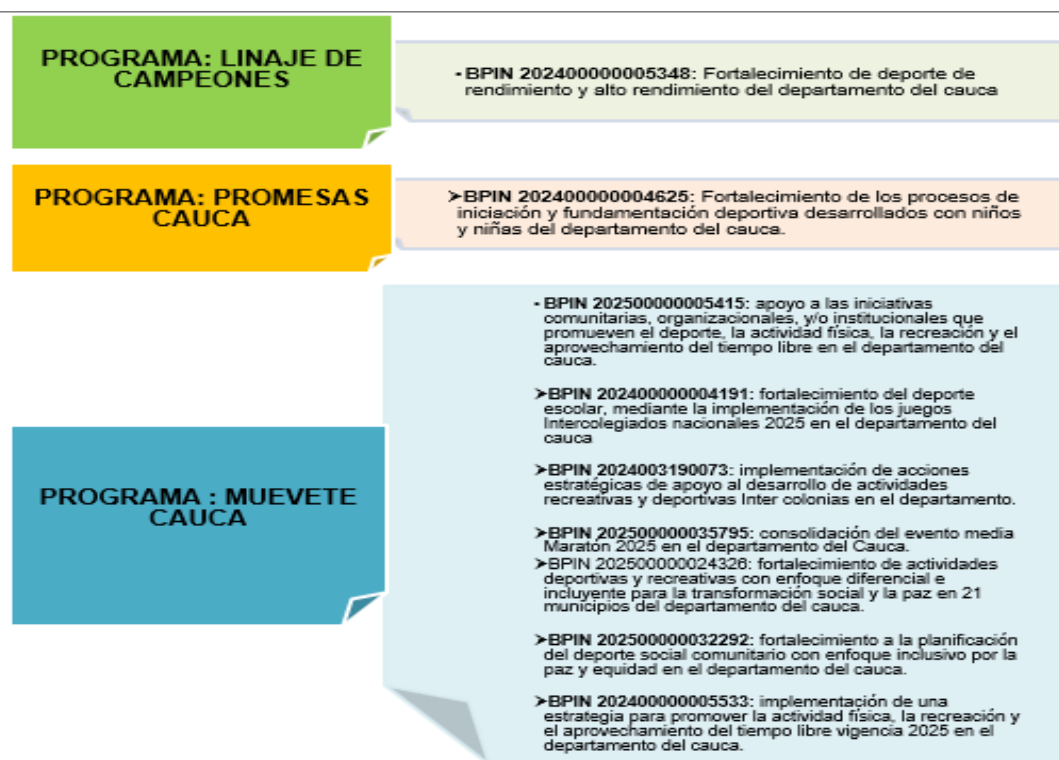 PROGRAMA: LINAJE DE
CAMPEONES
- BPIN 202400000005348: Fortalecimiento de deporte de
rendimiento y alto rendimiento del departamento del cauca
PROGRAMA: PROMESAS
CAUCA
➢BPIN 202400000004625: Fortalecimiento de los procesos de
iniciación y fundamentación deportiva desarrollados con niños
y niñas del departamento del cauca.
PROGRAMA : MUEVETE
CAUCA
- BPIN 202500000005415: apoyo a las iniciativas
comunitarias, organizacionales, y/o institucionales que
promueven el deporte, la actividad física, la recreación y el
aprovechamiento del tiempo libre en el departamento del
cauca.
➢BPIN 202400000004191: fortalecimiento del deporte
escolar, mediante la implementación de los juegos
Intercolegiados nacionales 2025 en el departamento del
cauca
➢BPIN 2024003190073: implementación de acciones
estratégicas de apoyo al desarrollo de actividades
recreativas y deportivas Inter colonias en el departamento.
➢BPIN 202500000035795: consolidación del evento media
Maratón 2025 en el departamento del Cauca.
➢BPIN 202500000024326: fortalecimiento de actividades
deportivas y recreativas con enfoque diferencial e
incluyente para la transformación social y la paz en 21
municipios del departamento del cauca.
➢BPIN 202500000032292: fortalecimiento a la planificación
del deporte social comunitario con enfoque inclusivo por la
paz y equidad en el departamento del cauca.
➢BPIN 202400000005533: implementación de una
estrategia para promover la actividad física, la recreación y
el aprovechamiento del tiempo libre vigencia 2025 en el
departamento del cauca.